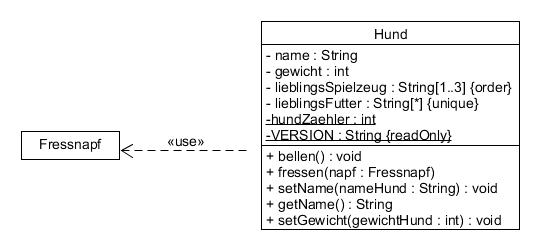 Hund
- name : String
- gewicht : int
- lieblingsSpielzeug : String[1..3] {order}
- lieblingsFutter : String[*] {unique}
-hundZaehler : int
-VERSION : String {readOnly}
Fressnapf
«use»
+ bellen() : void
+ fressen(napf : Fressnapf)
+ setName(nameHund : String) : void
+ getName() : String
+ setGewicht(gewichtHund : int) : void